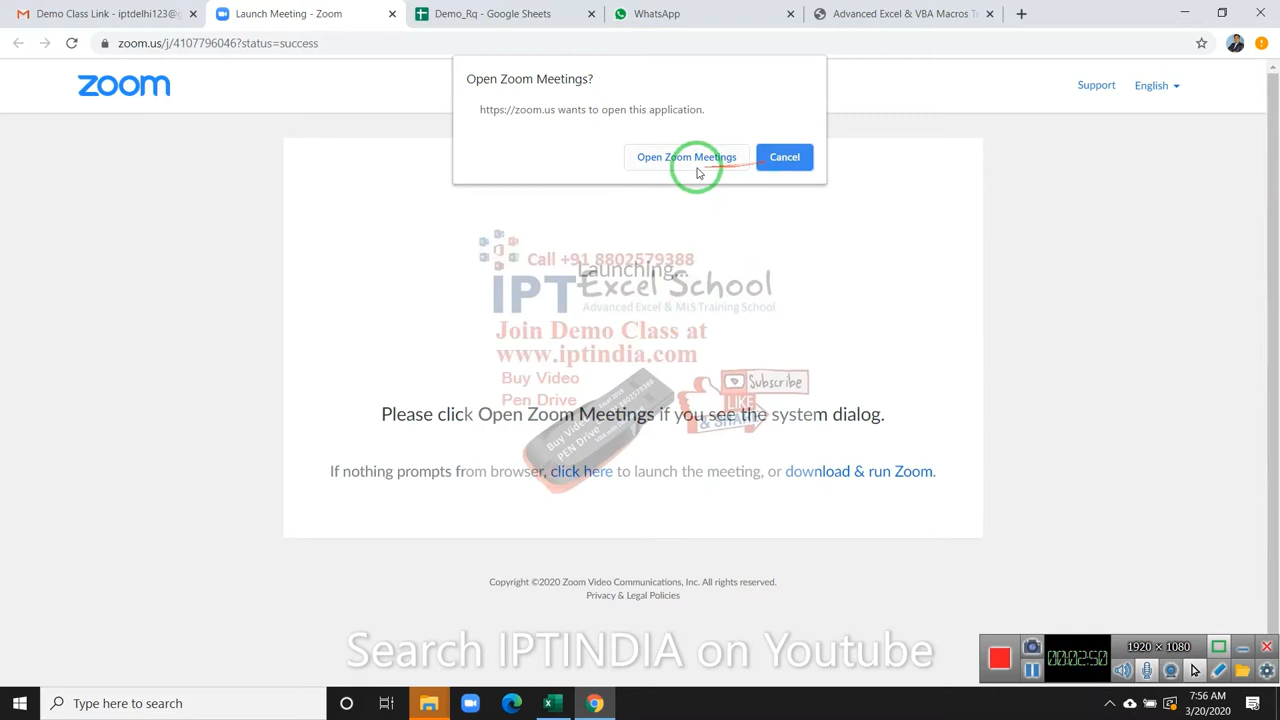 Demo Class Link - iptdelhi123@g
Launch Meeting - Zoom
Demo_Rq - Google Sheets
WhatsApp
Advanced Excel & VBA Macros Tr
zoom.us/j/4107796046?status=success
zoom
Support
English
Open Zoom Meetings?
https://zoom.us wants to open this application.
Open Zoom Meetings
Cancel
Call +91 8802579388
Launching...
IPT Excel School
Advanced Excel & MIS Training School
Join Demo Class at
www.iptindia.com
Buy Video
Pen Drive
Subscribe
LIKE
& SHARE
Please click Open Zoom Meetings if you see the system dialog.
If nothing prompts from browser, click here to launch the meeting, or download & run Zoom.
Copyright ©2020 Zoom Video Communications, Inc. All rights reserved.
Privacy & Legal Policies
Search IPTINDIA on Youtube
1920 × 1080
00:02:50
Type here to search
7:56 AM
3/20/2020